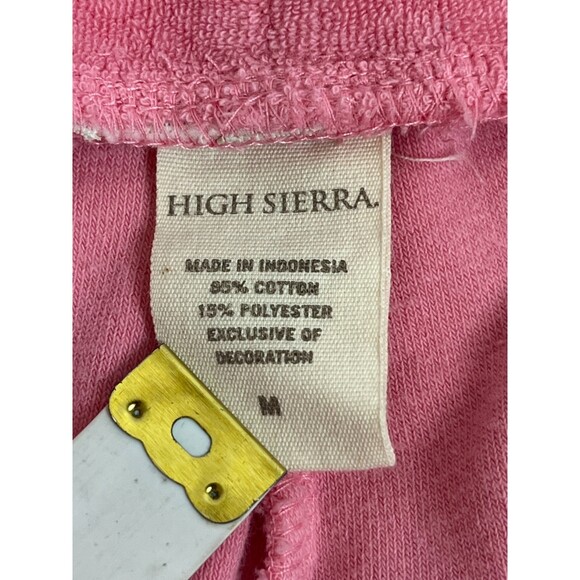 HIGH SIERRA.
MADE IN INDONESIA
85% COTTON
15% POLYESTER
EXCLUSIVE OF
DECORATION
M